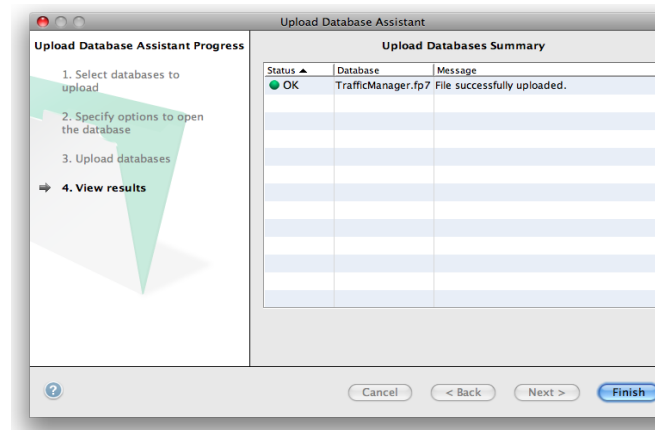 Upload Database Assistant
Upload Database Assistant Progress
1. Select databases to
upload
2. Specify options to open
the database
3. Upload databases
4. View results
Upload Databases Summary
Status Database Message
OK TrafficManager.fp7 File successfully uploaded.
? Cancel < Back Next > Finish